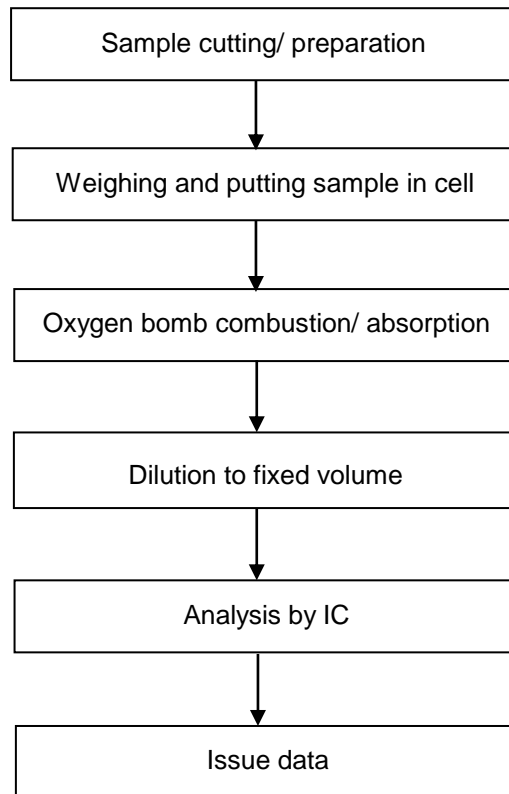 Sample cutting/ preparation
Weighing and putting sample in cell
Oxygen bomb combustion/ absorption
Dilution to fixed volume
Analysis by IC
Issue data